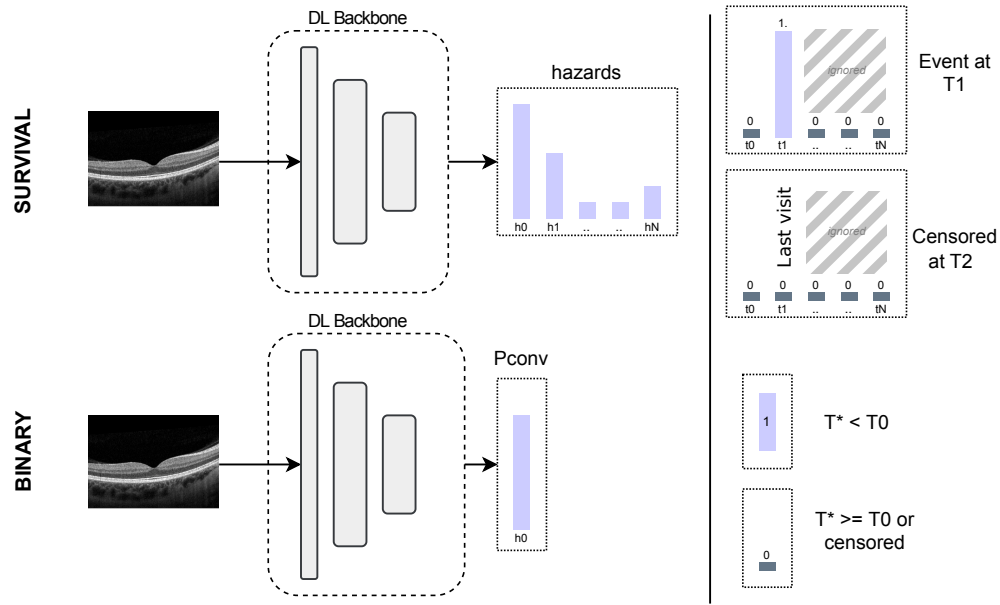 SURVIVAL
DL Backbone
hazards
h0 h1 .. .. hN
BINARY
DL Backbone
Pconv
h0
1.
ignored
0 0 0 0
t0 t1 .. .. tN
Event at
T1
Last visit
ignored
0 0 0 0 0
t0 t1 .. .. tN
Censored
at T2
1
T* < T0
0
T* >= T0 or
censored